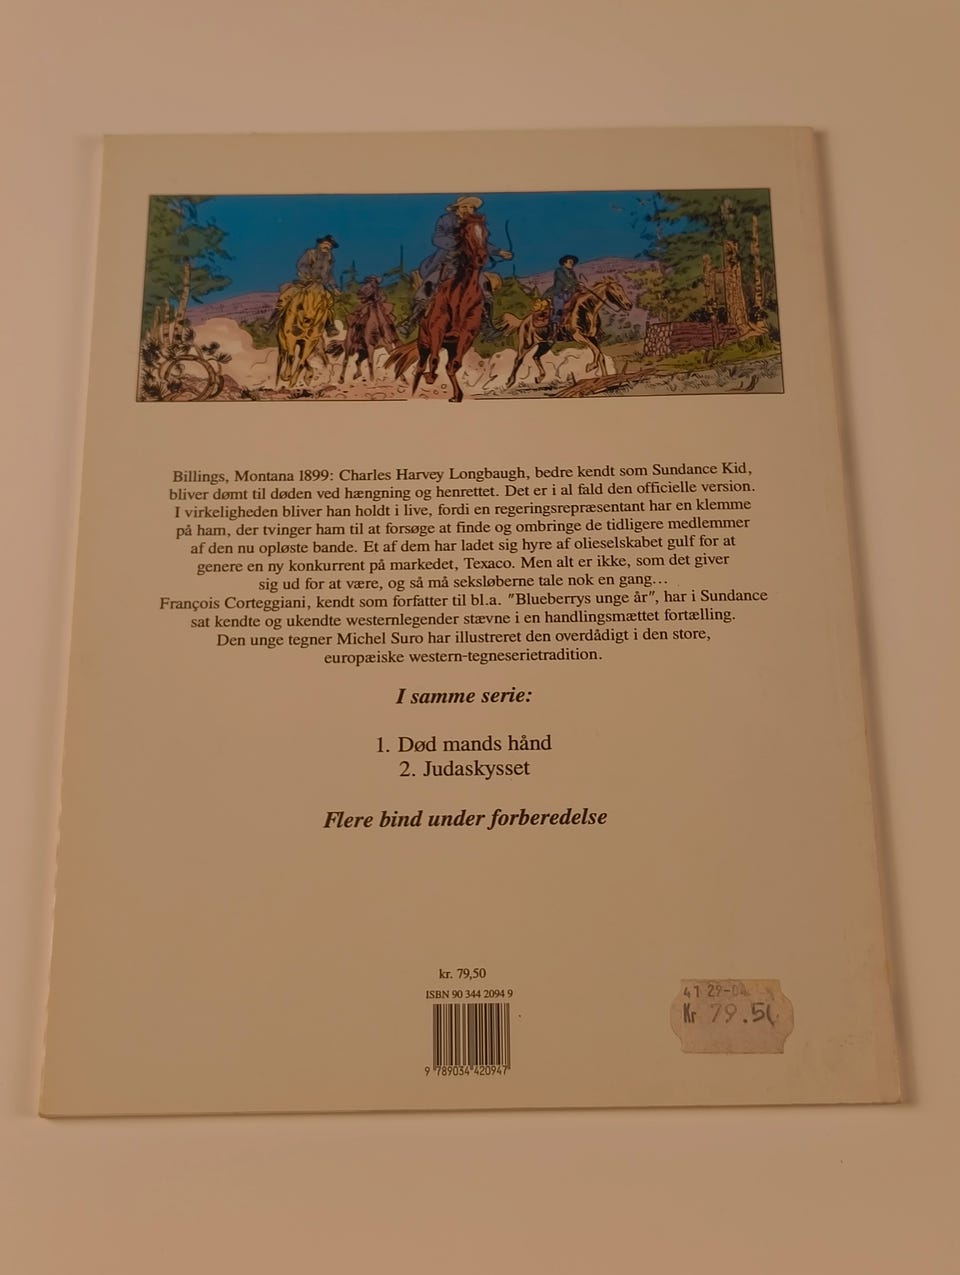 Billings, Montana 1899: Charles Harvey Longbaugh, bedre kendt som Sundance Kid,
bliver dømt til døden ved hængning og henrettet. Det er i al fald den officielle version.
I virkeligheden bliver han holdt i live, fordi en regeringsrepræsentant har en klemme
på ham, der tvinger ham til at forsøge at finde og ombringe de tidligere medlemmer
af den nu opløste bande. Et af dem har ladet sig hyre af olieselskabet gulf for at
genere en ny konkurrent på markedet, Texaco. Men alt er ikke, som det giver
sig ud for at være, og så må seksløberne tale nok en gang...
François Corteggiani, kendt som forfatter til bl.a. "Blueberrys unge år", har i Sundance
sat kendte og ukendte westernlegender stævne i en handlingsmættet fortælling.
Den unge tegner Michel Suro har illustreret den overdådigt i den store,
europæiske western-tegneserietradition.
I samme serie:
1. Død mands hånd
2. Judaskysset
Flere bind under forberedelse
kr. 79,50
ISBN 90 344 2094 9
9 789034 420947
Kr 79.50